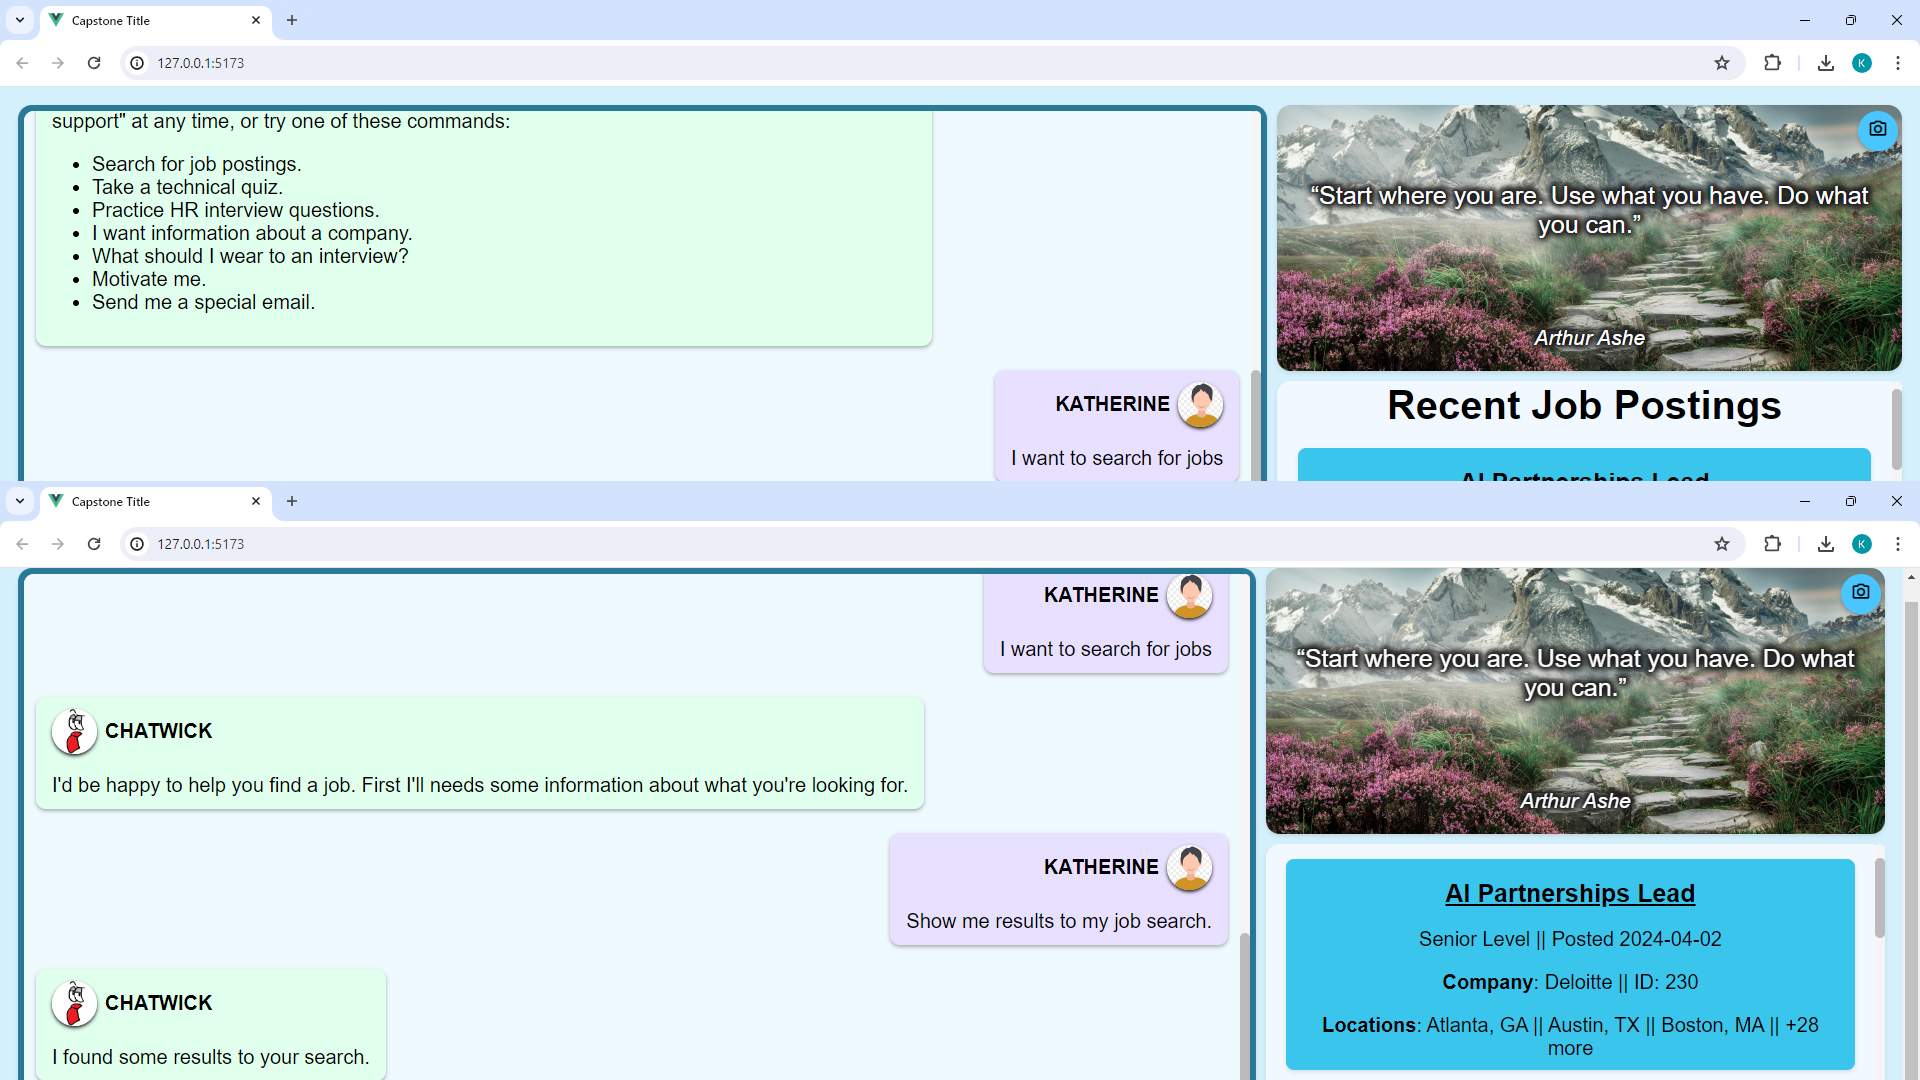 Capstone Title
127.0.0.1:5173
support" at any time, or try one of these commands:
• Search for job postings.
• Take a technical quiz.
• Practice HR interview questions.
• I want information about a company.
• What should I wear to an interview?
• Motivate me.
• Send me a special email.
KATHERINE
I want to search for jobs
“Start where you are. Use what you have. Do what
you can.”
Arthur Ashe
Recent Job Postings
AI Partnerships Lead
K
Capstone Title
127.0.0.1:5173
K
KATHERINE
I want to search for jobs
CHATWICK
I'd be happy to help you find a job. First I'll needs some information about what you're looking for.
KATHERINE
Show me results to my job search.
CHATWICK
I found some results to your search.
“Start where you are. Use what you have. Do what
you can.”
Arthur Ashe
AI Partnerships Lead
Senior Level || Posted 2024-04-02
Company: Deloitte || ID: 230
Locations: Atlanta, GA || Austin, TX || Boston, MA || +28
more